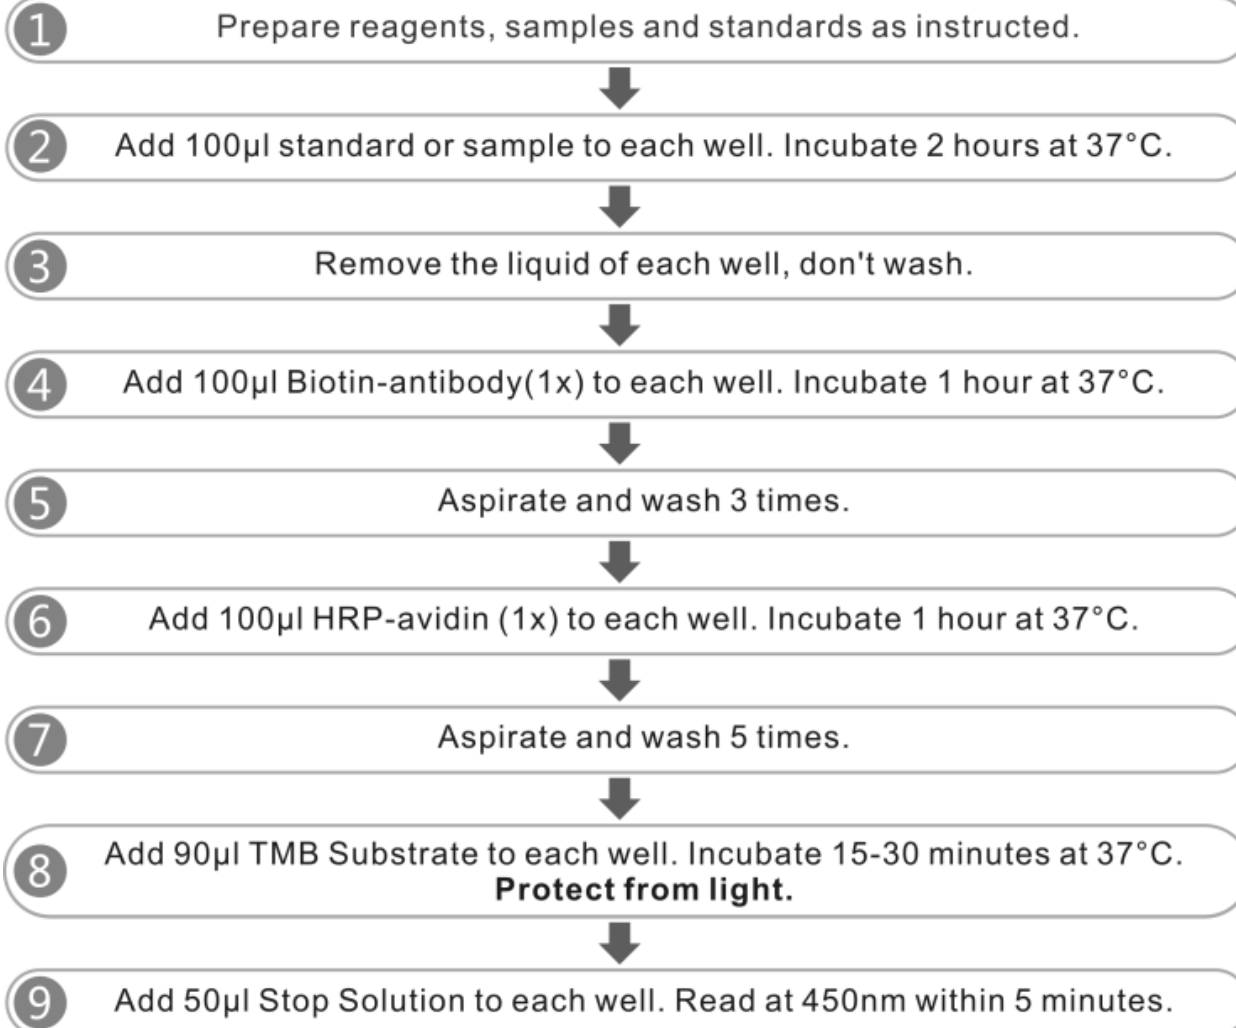 1 Prepare reagents, samples and standards as instructed.
2 Add 100µl standard or sample to each well. Incubate 2 hours at 37°C.
3 Remove the liquid of each well, don't wash.
4 Add 100µl Biotin-antibody(1x) to each well. Incubate 1 hour at 37°C.
5 Aspirate and wash 3 times.
6 Add 100µl HRP-avidin (1x) to each well. Incubate 1 hour at 37°C.
7 Aspirate and wash 5 times.
8 Add 90µl TMB Substrate to each well. Incubate 15-30 minutes at 37°C.
Protect from light.
9 Add 50µl Stop Solution to each well. Read at 450nm within 5 minutes.